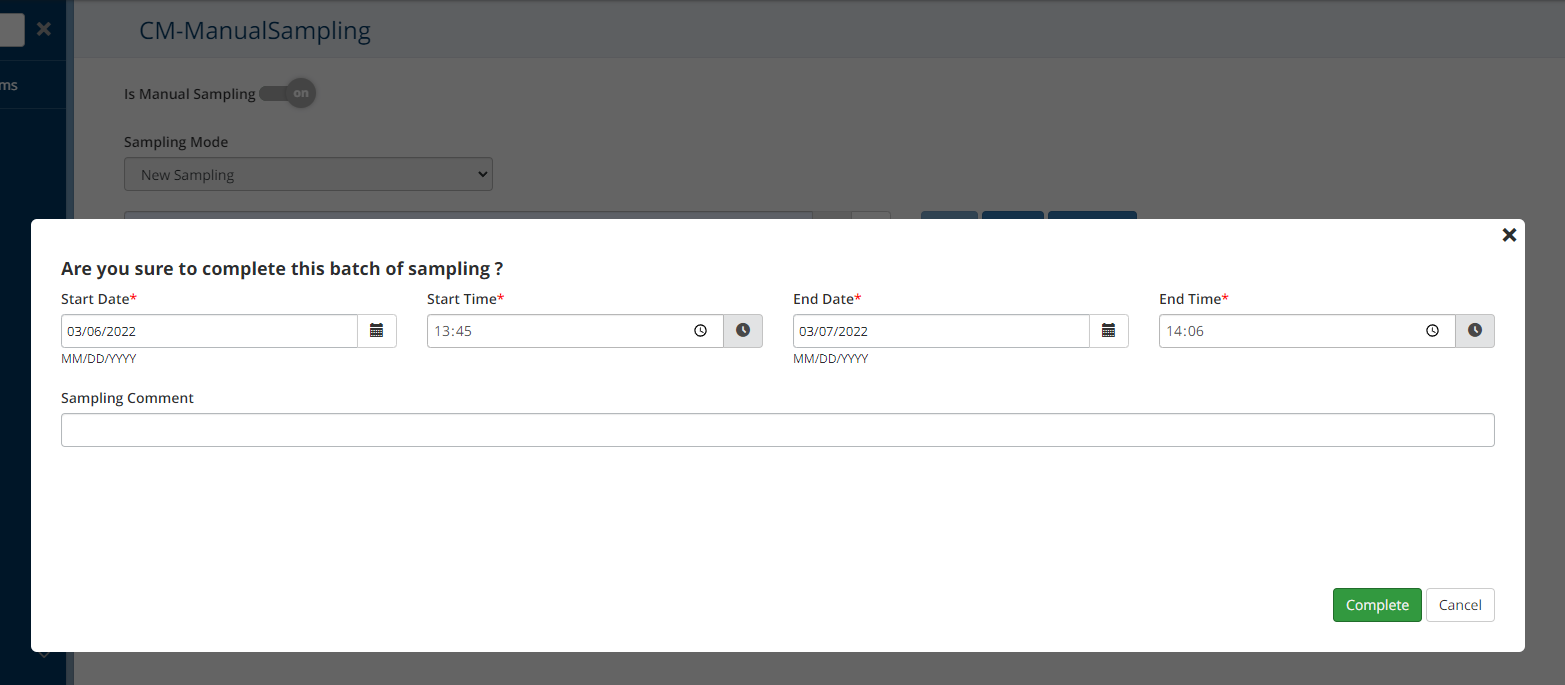 CM-ManualSampling
ms
Is Manual Sampling on
Sampling Mode
New Sampling
Are you sure to complete this batch of sampling ?
Start Date* Start Time* End Date* End Time*
03/06/2022 13:45 03/07/2022 14:06
MM/DD/YYYY MM/DD/YYYY
Sampling Comment
Complete Cancel